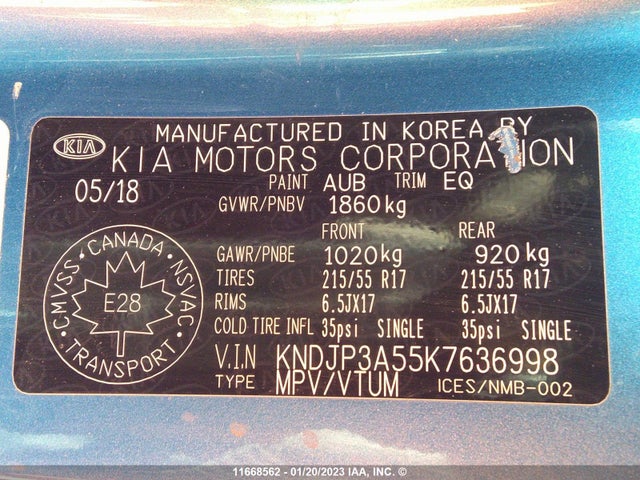 MANUFACTURED IN KOREA BY
KIA KIA MOTORS CORPORATION
05/18 PAINT AUB TRIM EQ
GVWR/PNBV 1860kg
FRONT REAR
GAWR/PNBE 1020kg 920kg
TIRES 215/55 R17 215/55 R17
RIMS 6.5JX17 6.5JX17
COLD TIRE INFL 35psi SINGLE 35psi SINGLE
V.I.N KNDJP3A55K7636998
TYPE MPV/VTUM ICES/NMB-002
CMVSS · CANADA · NSVAC
E28
TRANSPORT
11668562 - 01/20/2023 IAA, INC. ©